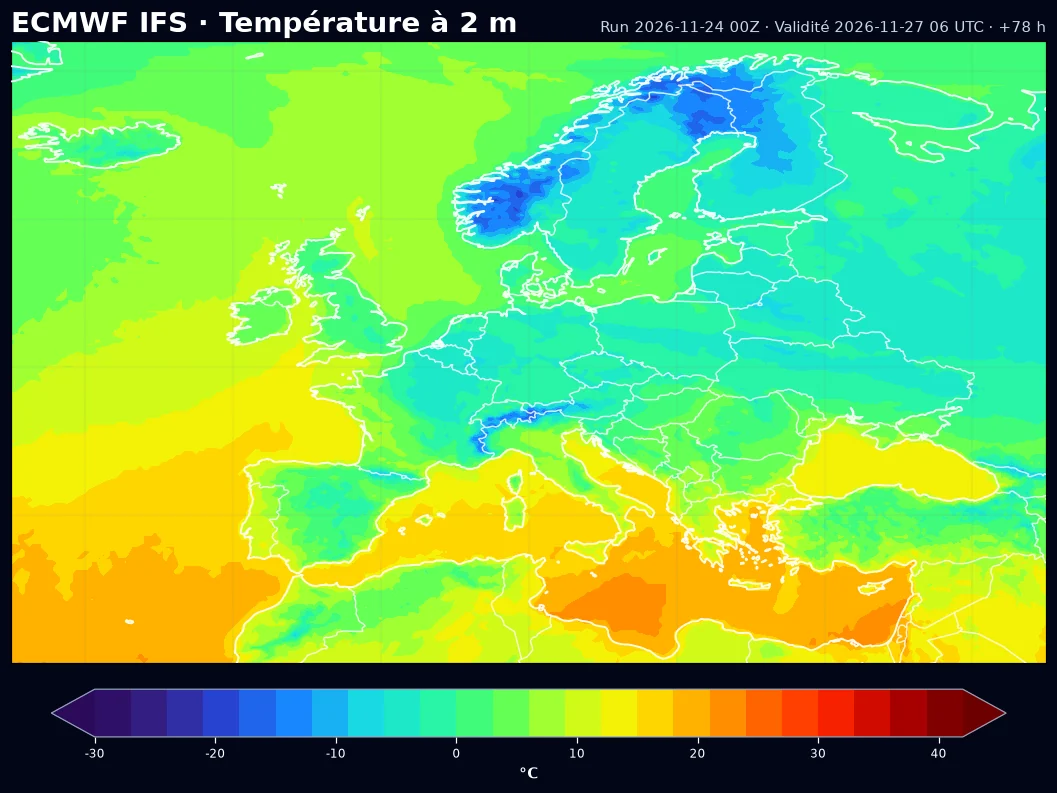 ECMWF IFS · Température à 2 m
Run 2026-11-24 00Z · Validité 2026-11-27 06 UTC · +78 h
-30 -20 -10 0 10 20 30 40
°C